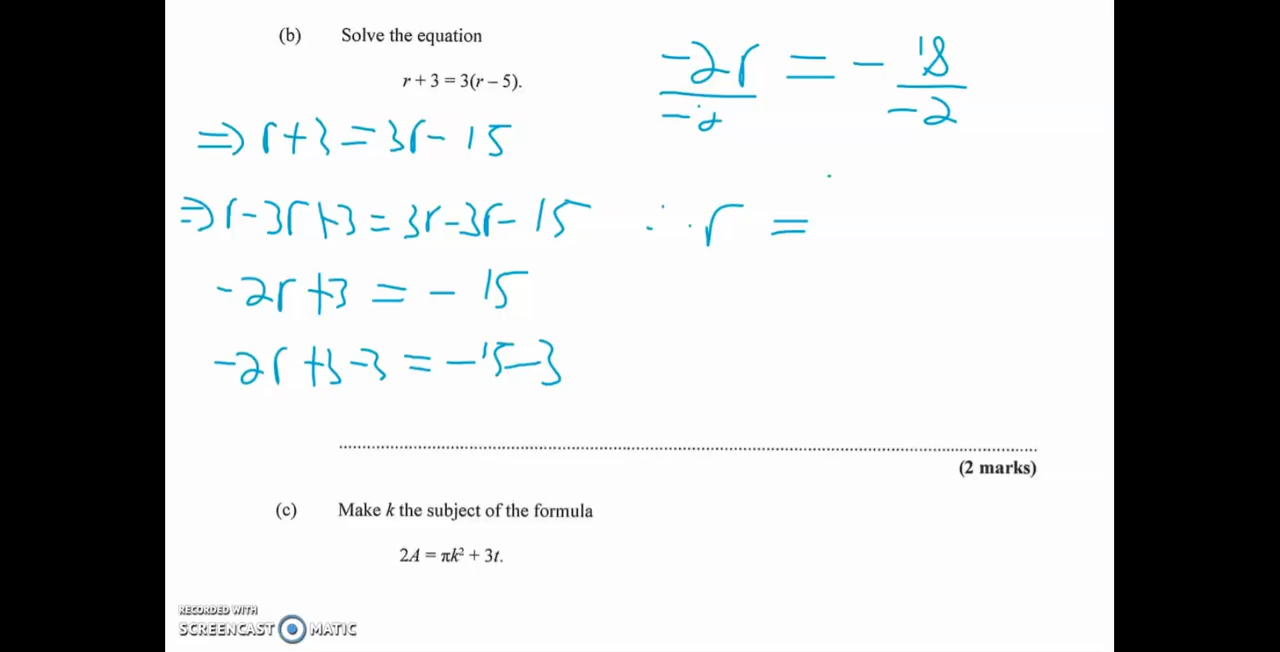 (b) Solve the equation
r + 3 = 3(r – 5).
⇒ r + 3 = 3r – 15
⇒ r – 3r + 3 = 3r – 3r – 15
-2r + 3 = - 15
-2r + 3 - 3 = -15 - 3
-2r = - 18
-2 -2
∴ r =
(2 marks)
(c) Make k the subject of the formula
2A = πk² + 3t.
RECORDED WITH
SCREENCAST MATIC